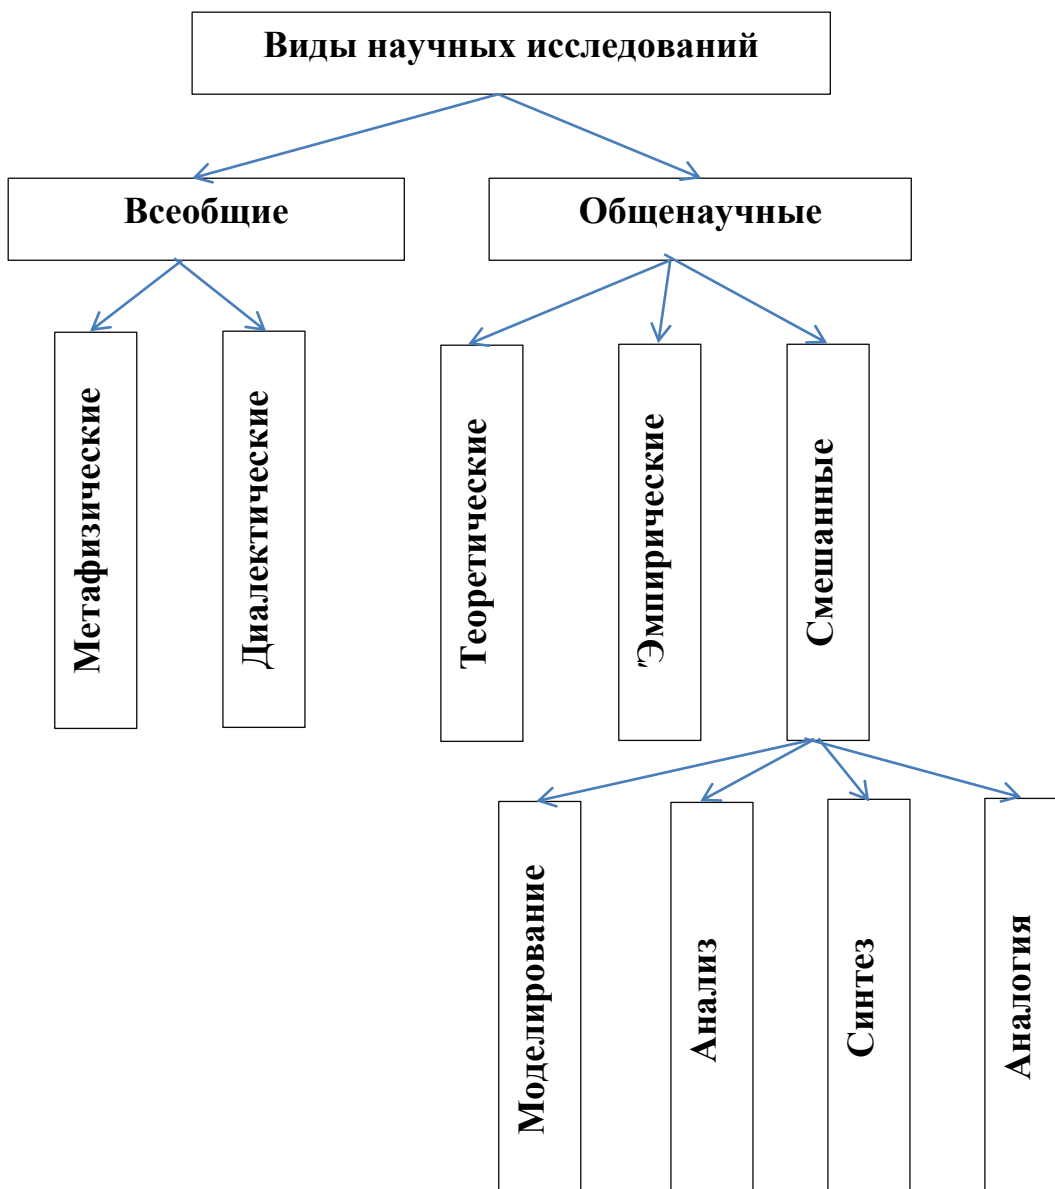 Виды научных исследований
Всеобщие
Общенаучные
Метафизические
Диалектические
Теоретические
Эмпирические
Смешанные
Моделирование
Анализ
Синтез
Аналогия